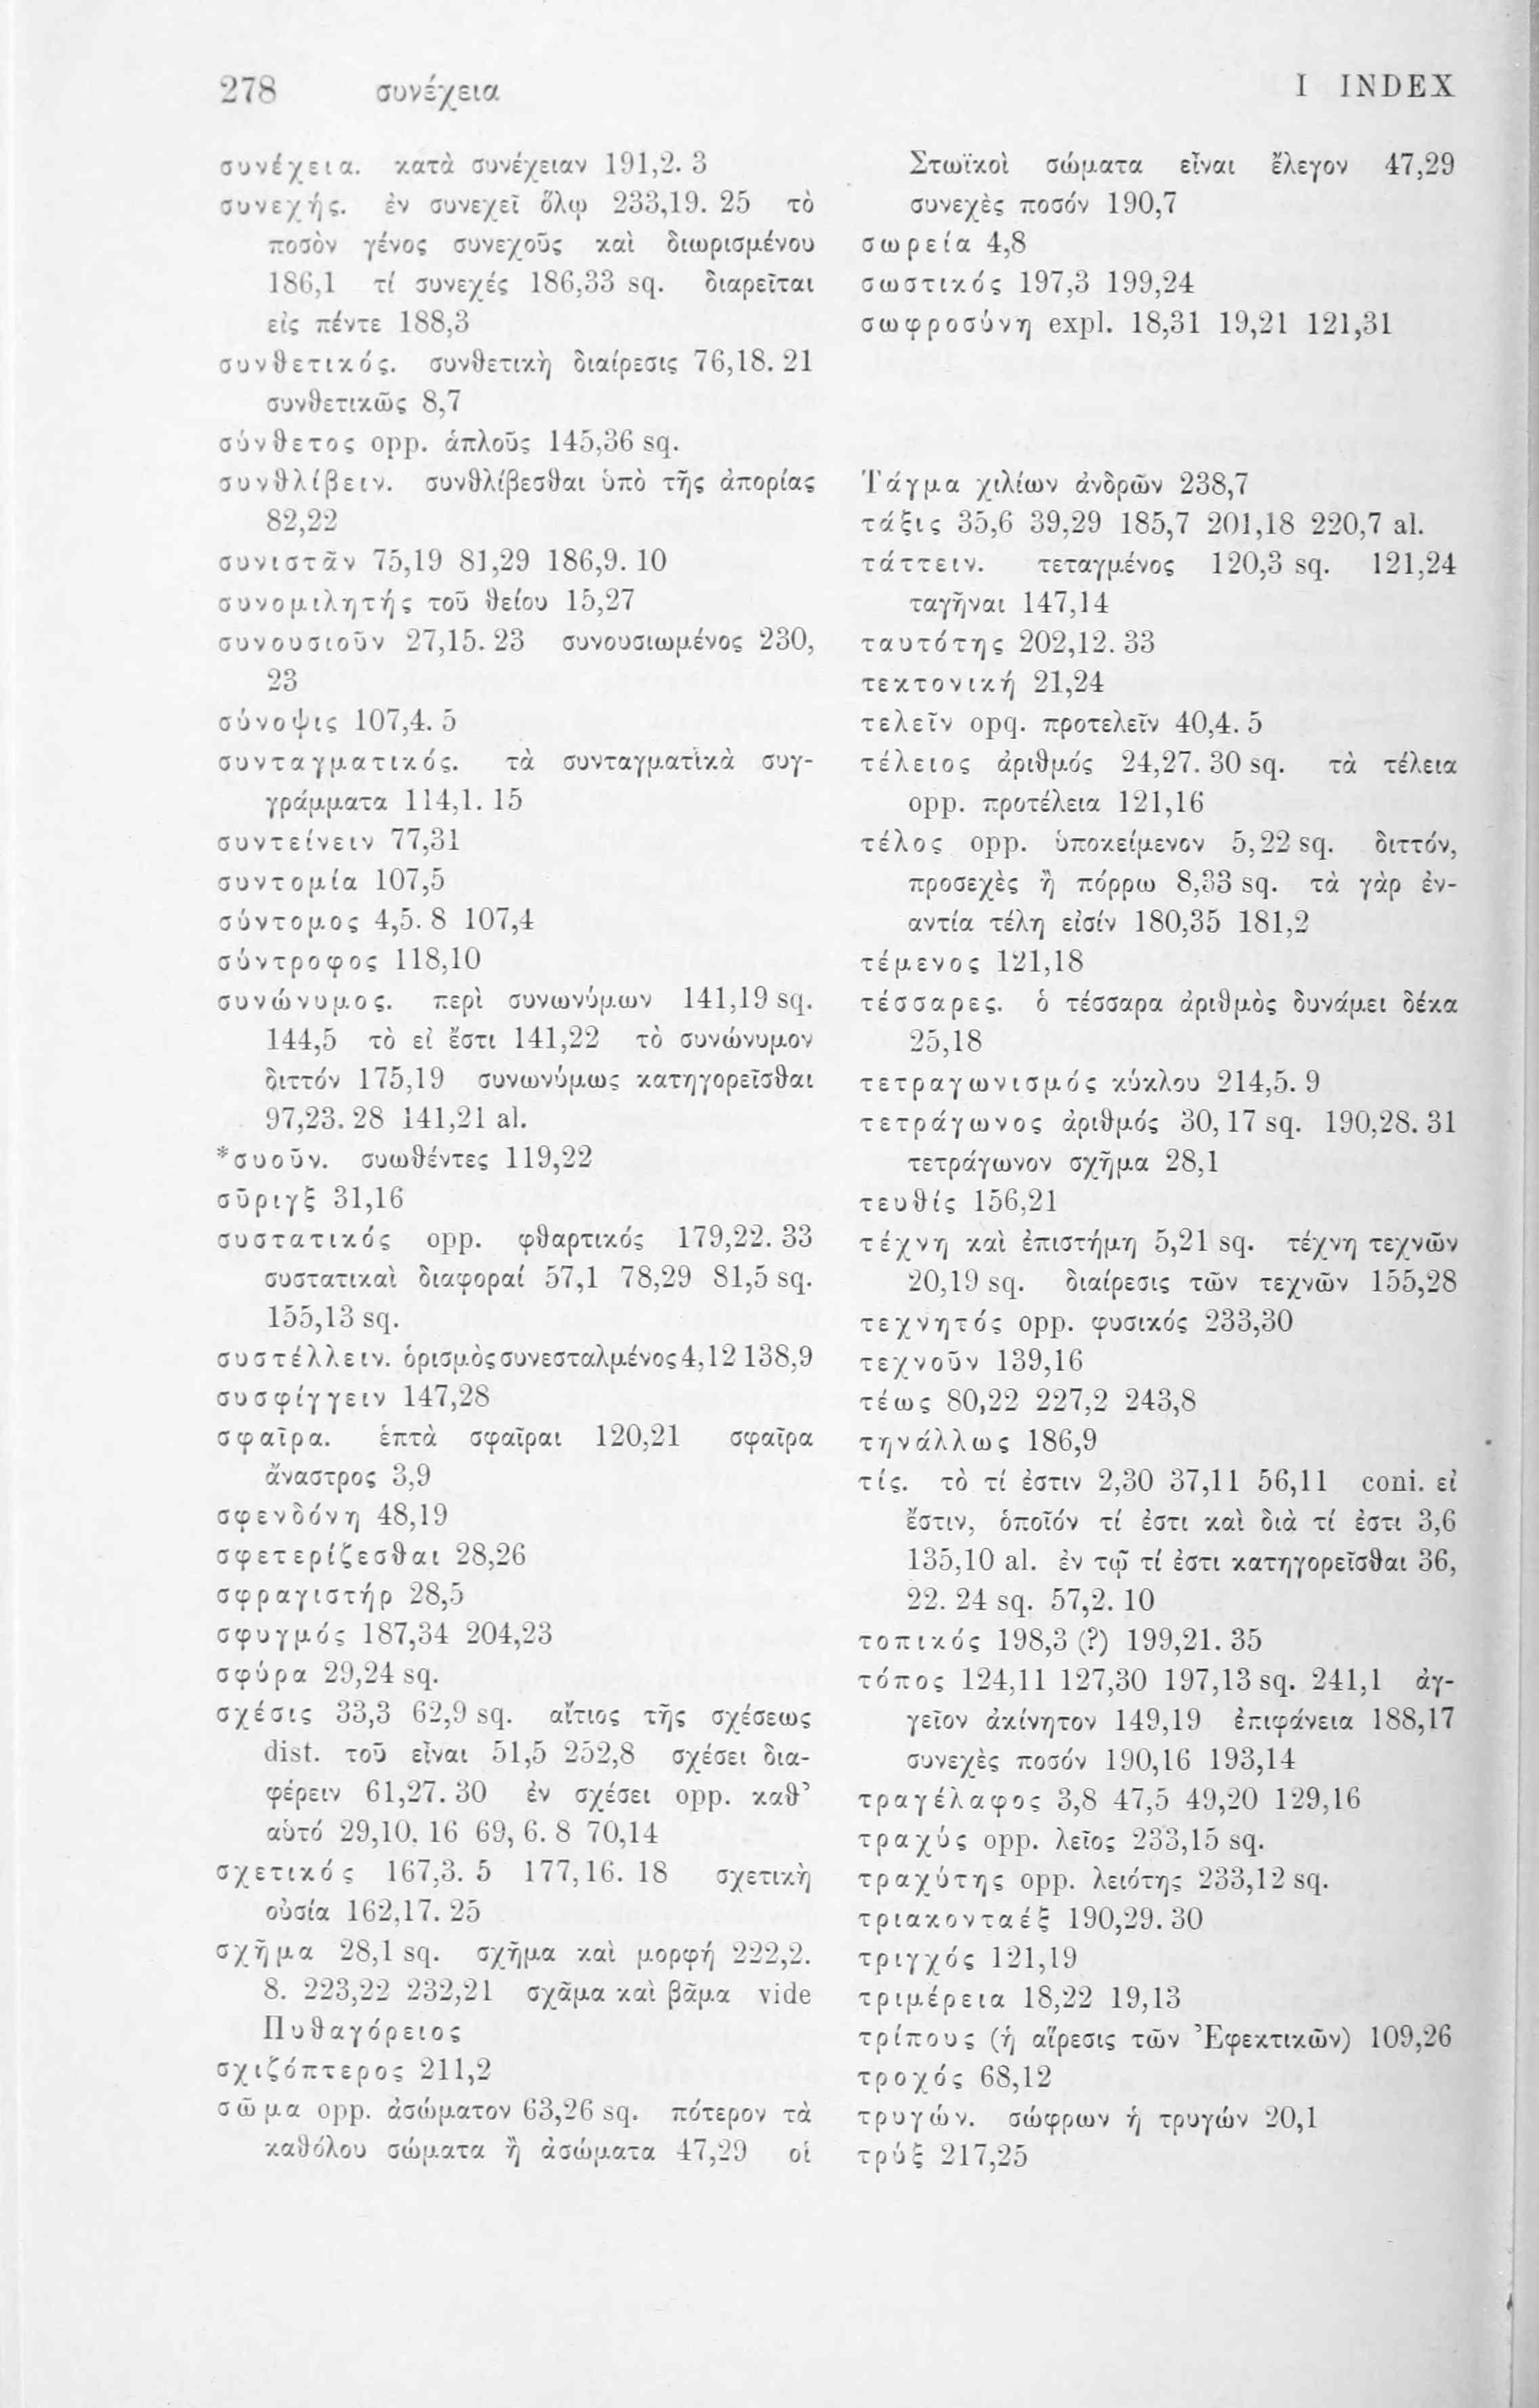 278 συνέχεια I INDEX
συνέχεια. κατὰ συνέχειαν 191,2. 3
συνεχής. ἐν συνεχεῖ ὅλῳ 233,19. 25 τὸ
ποσὸν γένος συνεχοῦς καὶ διωρισμένου
186,1 τί συνεχές 186,33 sq. διαρεῖται
εἰς πέντε 188,3
συνθετικός. συνθετικὴ διαίρεσις 76,18. 21
συνθετικῶς 8,7
σύνθετος opp. ἁπλοῦς 145,36 sq.
συνθλίβειν. συνθλίβεσθαι ὑπὸ τῆς ἀπορίας
82,22
συνιστᾶν 75,19 81,29 186,9. 10
συνομιλητής τοῦ θείου 15,27
συνουσιοῦν 27,15. 23 συνουσιωμένος 230,
23
σύνοψις 107,4. 5
συνταγματικός. τὰ συνταγματικὰ συγ-
γράμματα 114,1. 15
συντείνειν 77,31
συντομία 107,5
σύντομος 4,5. 8 107,4
σύντροφος 118,10
συνώνυμος. περὶ συνωνύμων 141,19 sq.
144,5 τὸ εἰ ἔστι 141,22 τὸ συνώνυμον
διττόν 175,19 συνωνύμως κατηγορεῖσθαι
97,23. 28 141,21 al.
*συοῦν. συωθέντες 119,22
σῦριγξ 31,16
συστατικός opp. φθαρτικός 179,22. 33
συστατικαὶ διαφοραί 57,1 78,29 81,5 sq.
155,13 sq.
συστέλλειν. ὁρισμὸς συνεσταλμένος 4,12 138,9
συσφίγγειν 147,28
σφαῖρα. ἑπτὰ σφαῖραι 120,21 σφαῖρα
ἄναστρος 3,9
σφενδόνη 48,19
σφετερίζεσθαι 28,26
σφραγιστήρ 28,5
σφυγμός 187,34 204,23
σφύρα 29,24 sq.
σχέσις 33,3 62,9 sq. αἴτιος τῆς σχέσεως
dist. τοῦ εἶναι 51,5 252,8 σχέσει δια-
φέρειν 61,27. 30 ἐν σχέσει opp. καθ’
αὑτό 29,10. 16 69, 6. 8 70,14
σχετικός 167,3. 5 177,16. 18 σχετικὴ
οὐσία 162,17. 25
σχῆμα 28,1 sq. σχῆμα καὶ μορφή 222,2.
8. 223,22 232,21 σχᾶμα καὶ βᾶμα vide
Πυθαγόρειος
σχιζόπτερος 211,2
σῶμα opp. ἀσώματον 63,26 sq. πότερον τὰ
καθόλου σώματα ἢ ἀσώματα 47,29 οἱ
Στωϊκοὶ σώματα εἶναι ἔλεγον 47,29
συνεχὲς ποσόν 190,7
σωρεία 4,8
σωστικός 197,3 199,24
σωφροσύνη expl. 18,31 19,21 121,31
Τάγμα χιλίων ἀνδρῶν 238,7
τάξις 35,6 39,29 185,7 201,18 220,7 al.
τάττειν. τεταγμένος 120,3 sq. 121,24
ταγῆναι 147,14
ταυτότης 202,12. 33
τεκτονική 21,24
τελεῖν opq. προτελεῖν 40,4. 5
τέλειος ἀριθμός 24,27. 30 sq. τὰ τέλεια
opp. προτέλεια 121,16
τέλος opp. ὑποκείμενον 5,22 sq. διττόν,
προσεχὲς ἢ πόρρω 8,33 sq. τὰ γὰρ ἐν-
αντία τέλη εἰσίν 180,35 181,2
τέμενος 121,18
τέσσαρες. ὁ τέσσαρα ἀριθμὸς δυνάμει δέκα
25,18
τετραγωνισμός κύκλου 214,5. 9
τετράγωνος ἀριθμός 30,17 sq. 190,28. 31
τετράγωνον σχῆμα 28,1
τευθίς 156,21
τέχνη καὶ ἐπιστήμη 5,21 sq. τέχνη τεχνῶν
20,19 sq. διαίρεσις τῶν τεχνῶν 155,28
τεχνητός opp. φυσικός 233,30
τεχνοῦν 139,16
τέως 80,22 227,2 243,8
τηνάλλως 186,9
τίς. τὸ τί ἐστιν 2,30 37,11 56,11 coni. εἰ
ἔστιν, ὁποῖόν τί ἐστι καὶ διὰ τί ἐστι 3,6
135,10 al. ἐν τῷ τί ἐστι κατηγορεῖσθαι 36,
22. 24 sq. 57,2. 10
τοπικός 198,3 (?) 199,21. 35
τόπος 124,11 127,30 197,13 sq. 241,1 ἀγ-
γεῖον ἀκίνητον 149,19 ἐπιφάνεια 188,17
συνεχὲς ποσόν 190,16 193,14
τραγέλαφος 3,8 47,5 49,20 129,16
τραχύς opp. λεῖος 233,15 sq.
τραχύτης opp. λειότης 233,12 sq.
τριακονταέξ 190,29. 30
τριγχός 121,19
τριμέρεια 18,22 19,13
τρίπους (ἡ αἵρεσις τῶν Ἐφεκτικῶν) 109,26
τροχός 68,12
τρυγών. σώφρων ἡ τρυγών 20,1
τρύξ 217,25